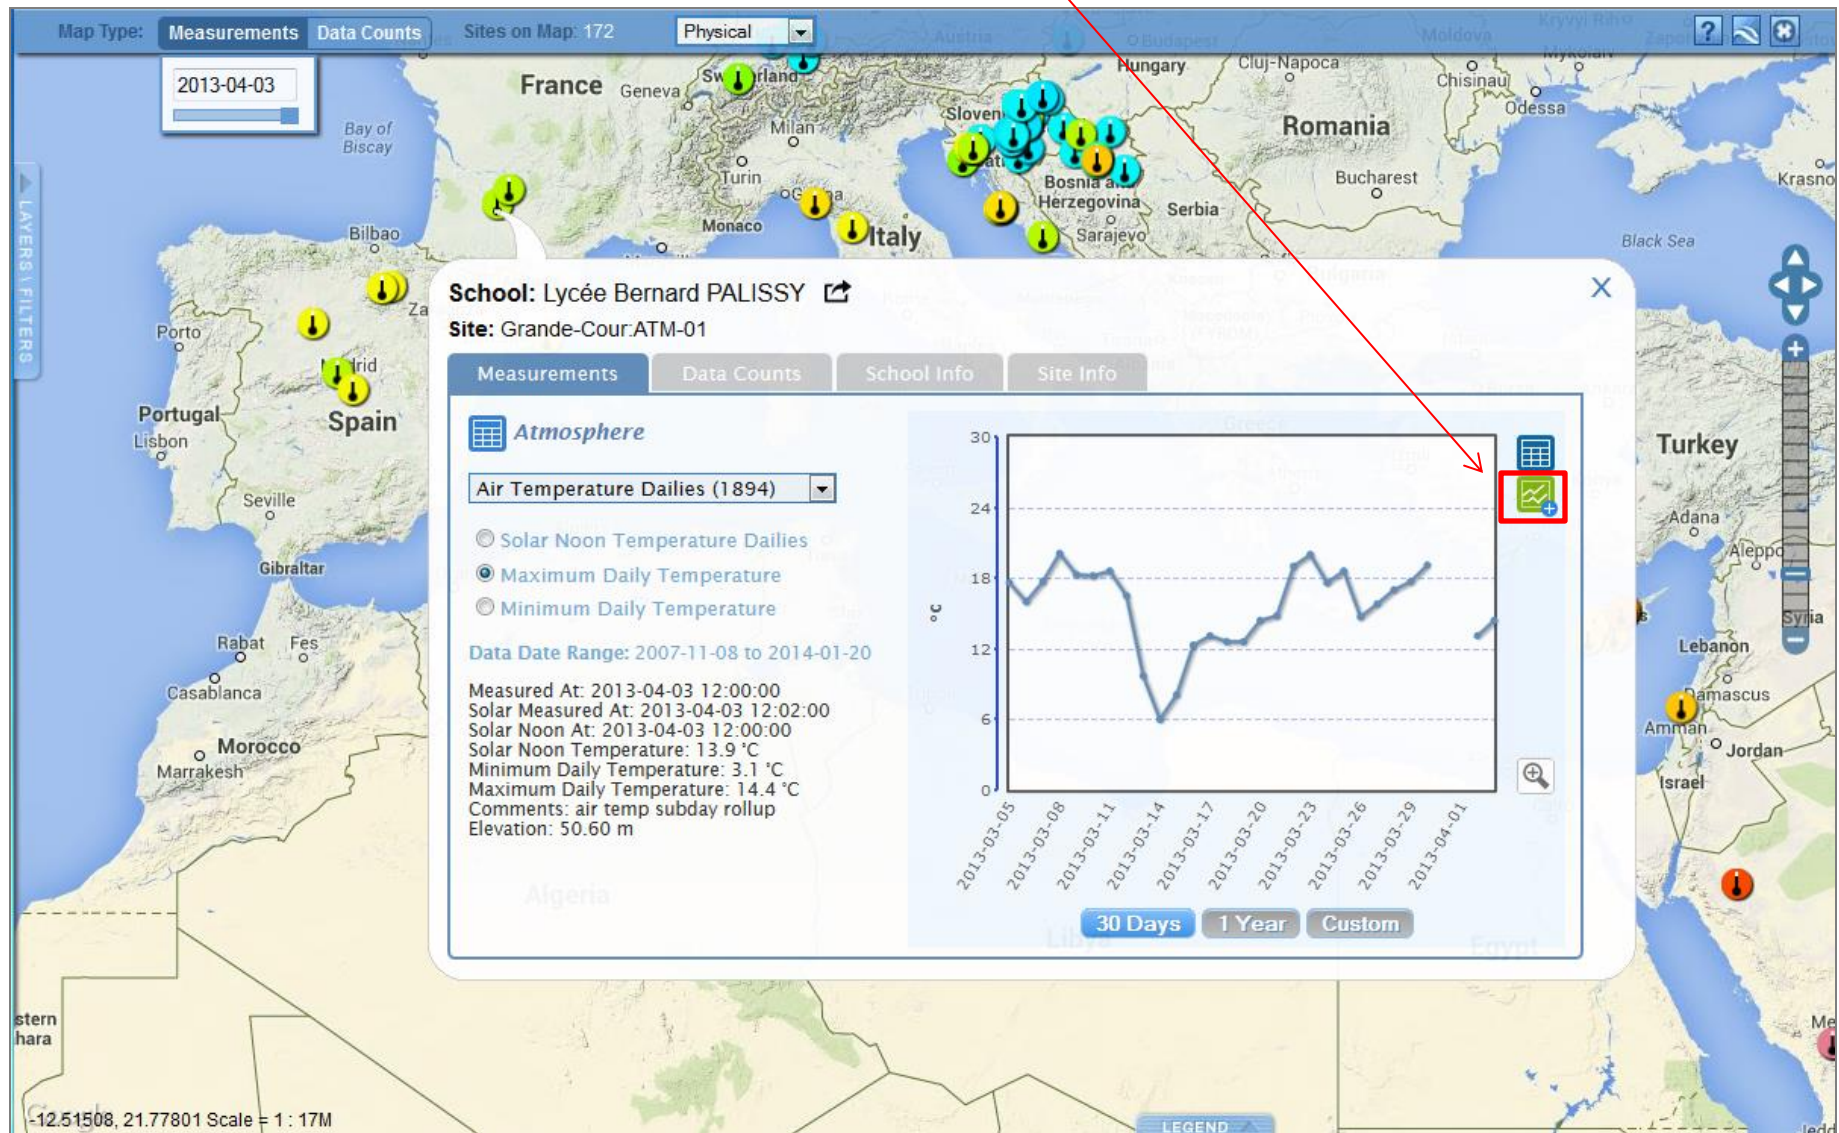 Map Type: Measurements Data Counts Sites on Map: 172 Physical
2013-04-03
Bay of
Biscay
France
Geneva
Milan
Turin
Monaco
Italy
Austria
Budapest
Hungary
Cluj-Napoca
Moldova
Chisinau
Odessa
Romania
Bucharest
Bosnia and
Herzegovina
Sarajevo
Serbia
Black Sea
LAYERS \ FILTERS
Bilbao
Porto
Portugal
Lisbon
Spain
Seville
Gibraltar
Rabat
Fes
Casablanca
Morocco
Marrakesh
Algeria
Libya
Egypt
Turkey
Adana
Aleppo
Syria
Lebanon
Damascus
Amman
Jordan
Israel
School: Lycée Bernard PALISSY
X
Site: Grande-Cour:ATM-01
Measurements Data Counts School Info Site Info
Atmosphere
Air Temperature Dailies (1894)
Solar Noon Temperature Dailies
Maximum Daily Temperature
Minimum Daily Temperature
Data Date Range: 2007-11-08 to 2014-01-20
Measured At: 2013-04-03 12:00:00
Solar Measured At: 2013-04-03 12:02:00
Solar Noon At: 2013-04-03 12:00:00
Solar Noon Temperature: 13.9 °C
Minimum Daily Temperature: 3.1 °C
Maximum Daily Temperature: 14.4 °C
Comments: air temp subday rollup
Elevation: 50.60 m
30
24
18
°C
12
6
0
2013-03-05
2013-03-08
2013-03-11
2013-03-14
2013-03-17
2013-03-20
2013-03-23
2013-03-26
2013-03-29
2013-04-01
30 Days 1 Year Custom
-12.51508, 21.77801 Scale = 1 : 17M
LEGEND